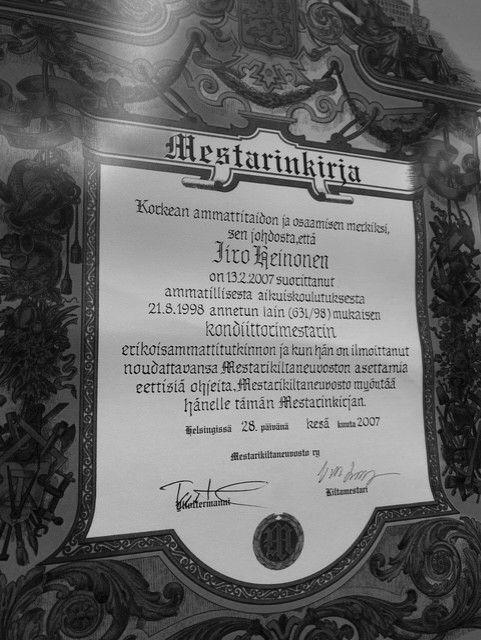 Mestarinkirja
Korkean ammattitaidon ja osaamisen merkiksi,
sen johdosta, että
Jiro Heinonen
on 13.2.2007 suorittanut
ammatillisesta aikuiskoulutuksesta
21.8.1998 annetun lain (631/98) mukaisen
kondiittorimestarin
erikoisammattitutkinnon ja kun hän on ilmoittanut
noudattavansa Mestarikiltaneuvoston asettamia
eettisiä ohjeita, Mestarikiltaneuvosto myöntää
hänelle tämän Mestarinkirjan.
Helsingissä 28. päivänä kesä kuuta 2007
Mestarikiltaneuvosto ry
Ylioltermanni
Kiltamestari
M